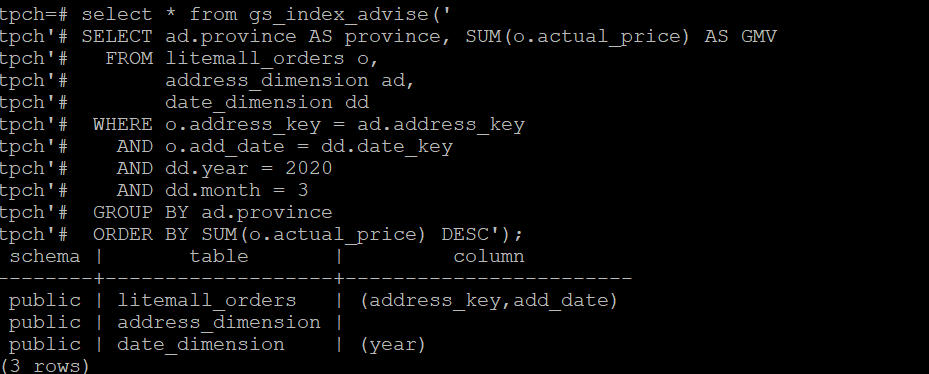 tpch=# select * from gs_index_advise('
tpch'# SELECT ad.province AS province, SUM(o.actual_price) AS GMV
tpch'#   FROM litemall_orders o,
tpch'#        address_dimension ad,
tpch'#        date_dimension dd
tpch'#  WHERE o.address_key = ad.address_key
tpch'#    AND o.add_date = dd.date_key
tpch'#    AND dd.year = 2020
tpch'#    AND dd.month = 3
tpch'#  GROUP BY ad.province
tpch'#  ORDER BY SUM(o.actual_price) DESC');
 schema |       table       |         column
--------+-------------------+------------------------
 public | litemall_orders   | (address_key,add_date)
 public | address_dimension |
 public | date_dimension    | (year)
(3 rows)